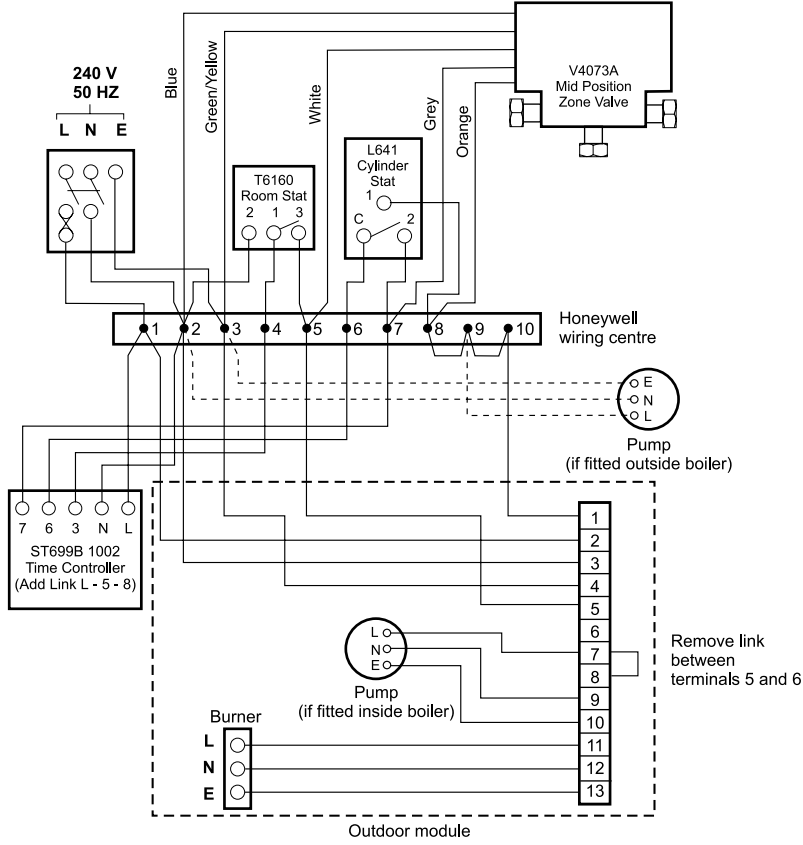 V4073A
Mid Position
Zone Valve
240 V
50 HZ
L N E
Blue
Green/Yellow
White
Grey
Orange
T6160
Room Stat
2 1 3
L641
Cylinder
Stat
1
C 2
1 2 3 4 5 6 7 8 9 10
Honeywell
wiring centre
E
N
L
Pump
(if fitted outside boiler)
7 6 3 N L
ST699B 1002
Time Controller
(Add Link L - 5 - 8)
1
2
3
4
5
6
7
8
9
10
11
12
13
Remove link
between
terminals 5 and 6
L
N
E
Pump
(if fitted inside boiler)
Burner
L
N
E
Outdoor module